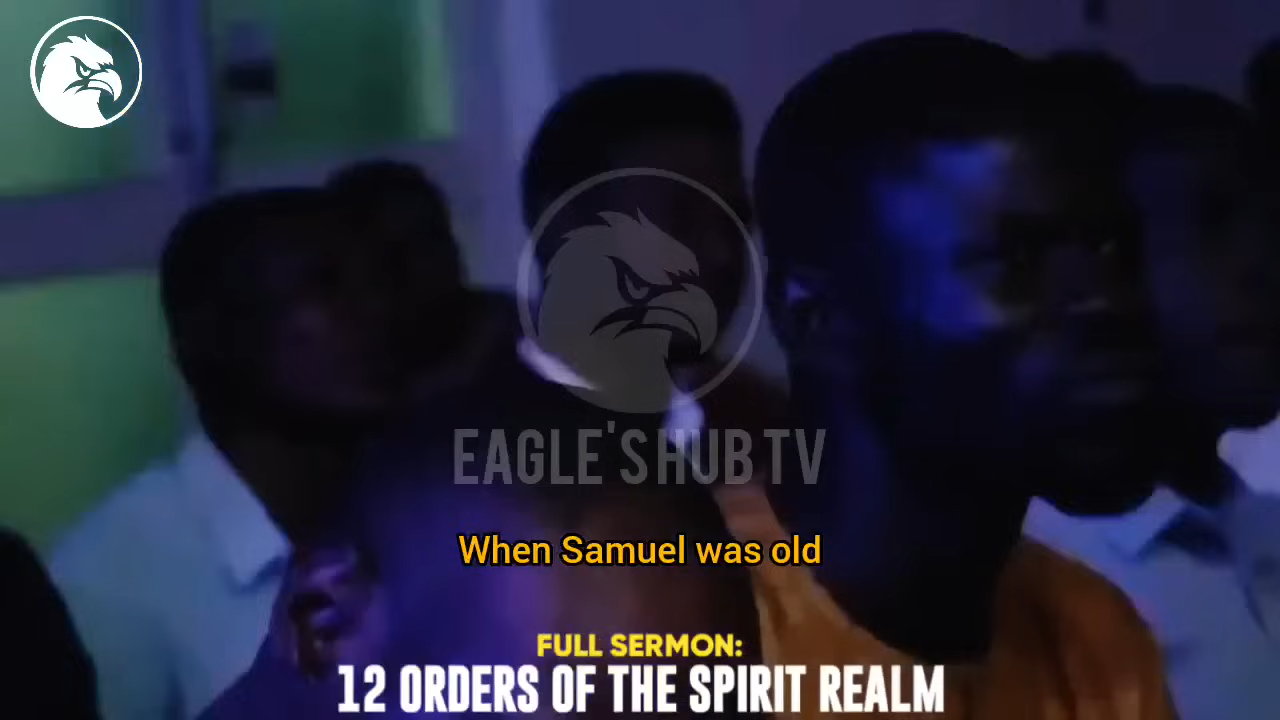 EAGLE'S HUB TV
When Samuel was old
FULL SERMON:
12 ORDERS OF THE SPIRIT REALM